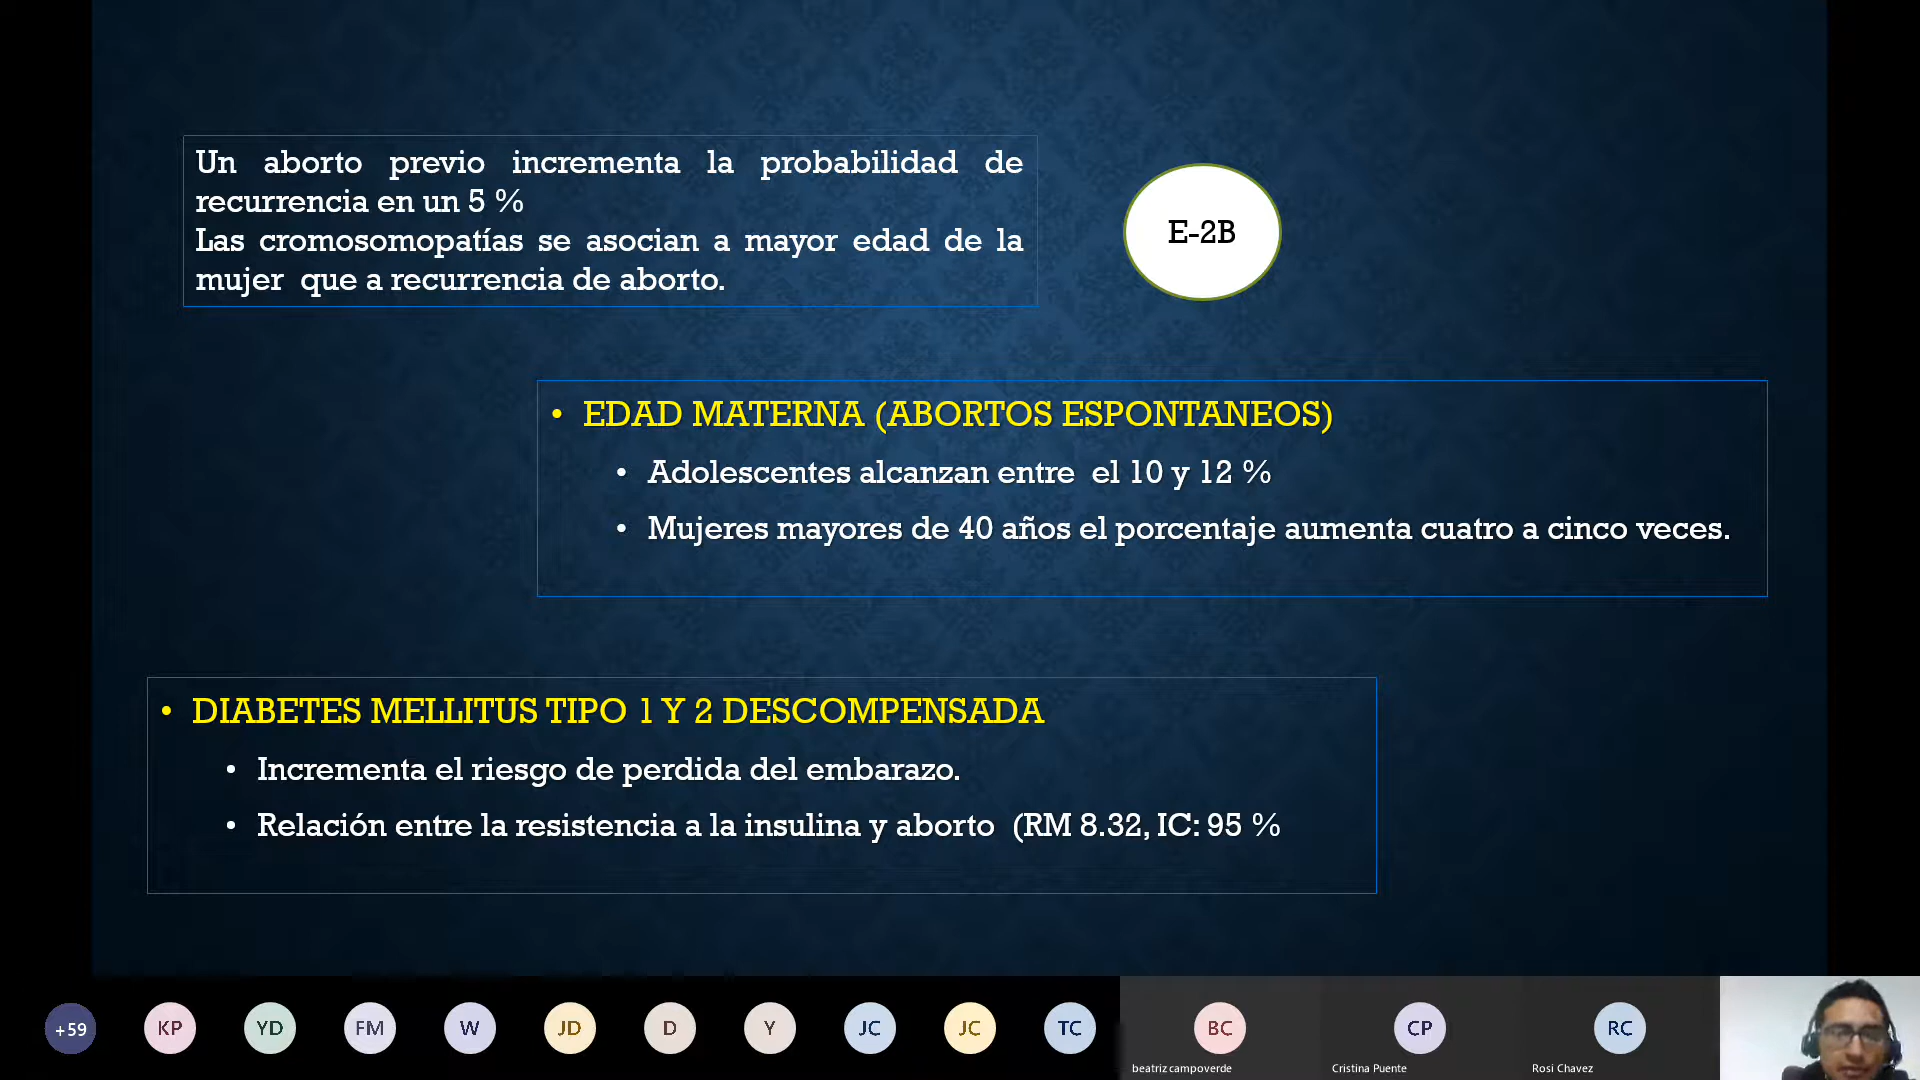 Un aborto previo incrementa la probabilidad de
recurrencia en un 5 %
Las cromosomopatías se asocian a mayor edad de la
mujer que a recurrencia de aborto.
E-2B
• EDAD MATERNA (ABORTOS ESPONTANEOS)
• Adolescentes alcanzan entre el 10 y 12 %
• Mujeres mayores de 40 años el porcentaje aumenta cuatro a cinco veces.
• DIABETES MELLITUS TIPO 1 Y 2 DESCOMPENSADA
• Incrementa el riesgo de perdida del embarazo.
• Relación entre la resistencia a la insulina y aborto (RM 8.32, IC: 95 %
+59 KP YD FM W JD D Y JC JC TC BC CP RC
beatriz campoverde Cristina Puente Rosi Chavez